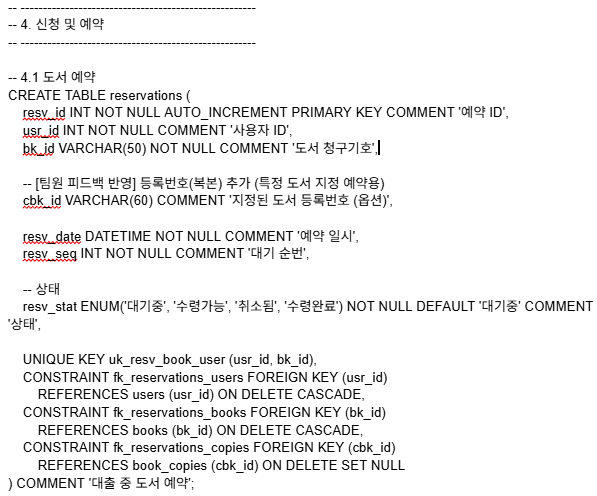 -- -----------------------------------------------------
-- 4. 신청 및 예약
-- -----------------------------------------------------
-- 4.1 도서 예약
CREATE TABLE reservations (
resv_id INT NOT NULL AUTO_INCREMENT PRIMARY KEY COMMENT '예약 ID',
usr_id INT NOT NULL COMMENT '사용자 ID',
bk_id VARCHAR(50) NOT NULL COMMENT '도서 청구기호',
-- [팀원 피드백 반영] 등록번호(복본) 추가 (특정 도서 지정 예약용)
cbk_id VARCHAR(60) COMMENT '지정된 도서 등록번호 (옵션)',
resv_date DATETIME NOT NULL COMMENT '예약 일시',
resv_seq INT NOT NULL COMMENT '대기 순번',
-- 상태
resv_stat ENUM('대기중', '수령가능', '취소됨', '수령완료') NOT NULL DEFAULT '대기중' COMMENT
'상태',
UNIQUE KEY uk_resv_book_user (usr_id, bk_id),
CONSTRAINT fk_reservations_users FOREIGN KEY (usr_id)
REFERENCES users (usr_id) ON DELETE CASCADE,
CONSTRAINT fk_reservations_books FOREIGN KEY (bk_id)
REFERENCES books (bk_id) ON DELETE CASCADE,
CONSTRAINT fk_reservations_copies FOREIGN KEY (cbk_id)
REFERENCES book_copies (cbk_id) ON DELETE SET NULL
) COMMENT '대출 중 도서 예약';